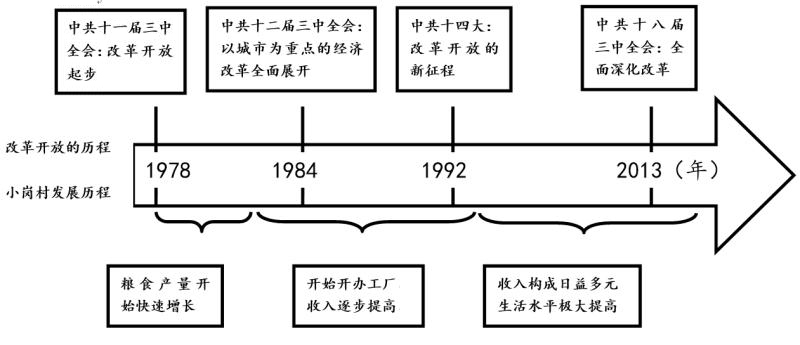 中共十一届三中
全会：改革开放
起步
中共十二届三中全会：
以城市为重点的经济
改革全面展开
中共十四大：
改革开放的
新征程
中共十八届
三中全会：全
面深化改革
改革开放的历程
1978
1984
1992
2013（年）
小岗村发展历程
粮食产量开
始快速增长
开始开办工厂
收入逐步提高
收入构成日益多元
生活水平极大提高